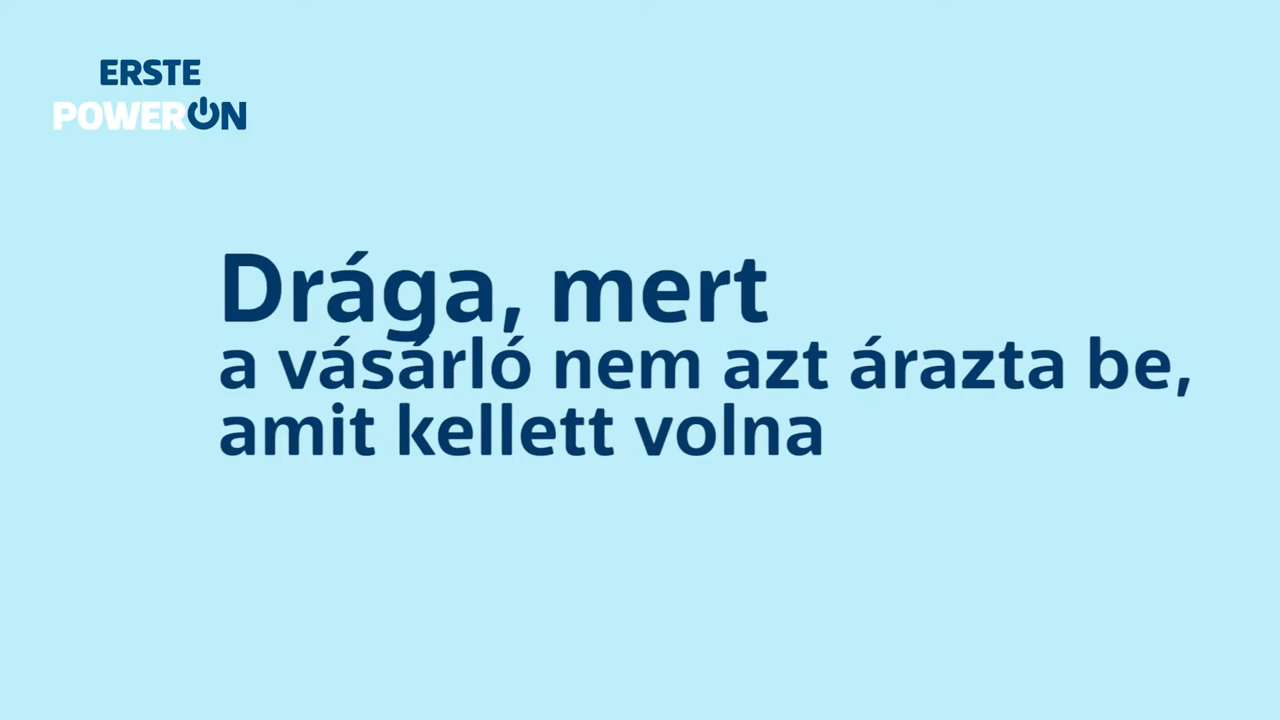 ERSTE
POWERON
Drága, mert
a vásárló nem azt árazta be,
amit kellett volna